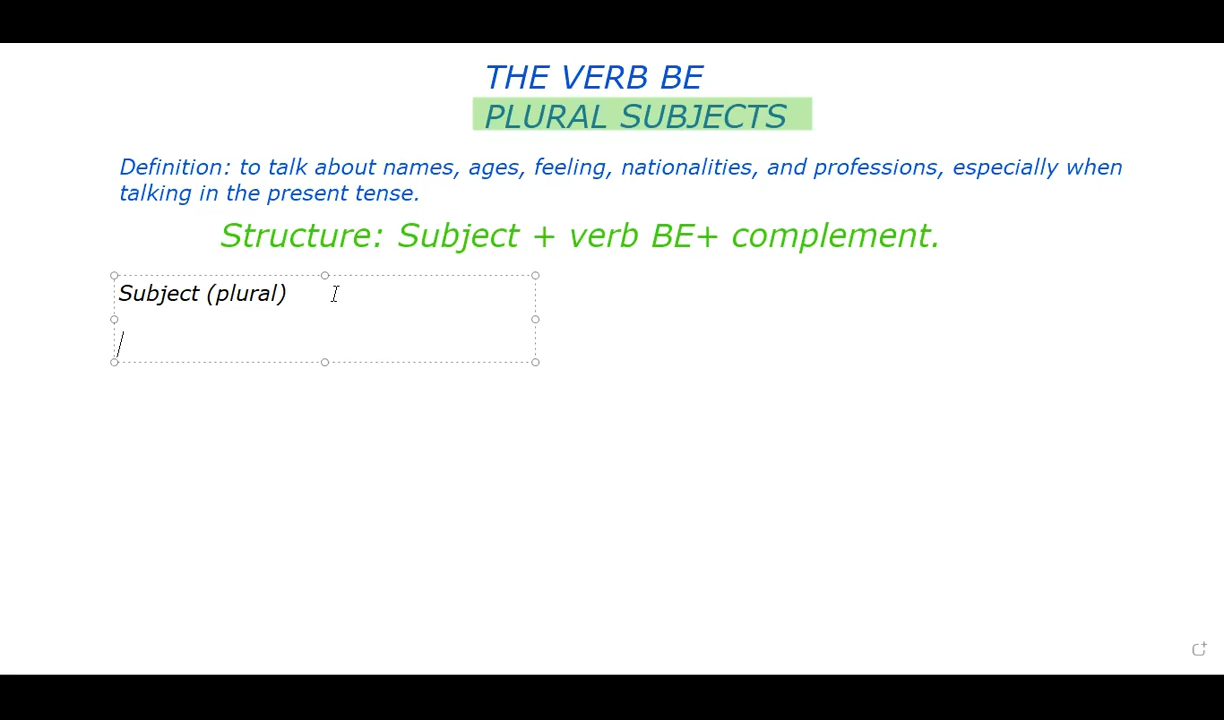 THE VERB BE
PLURAL SUBJECTS
Definition: to talk about names, ages, feeling, nationalities, and professions, especially when
talking in the present tense.
Structure: Subject + verb BE+ complement.
Subject (plural)